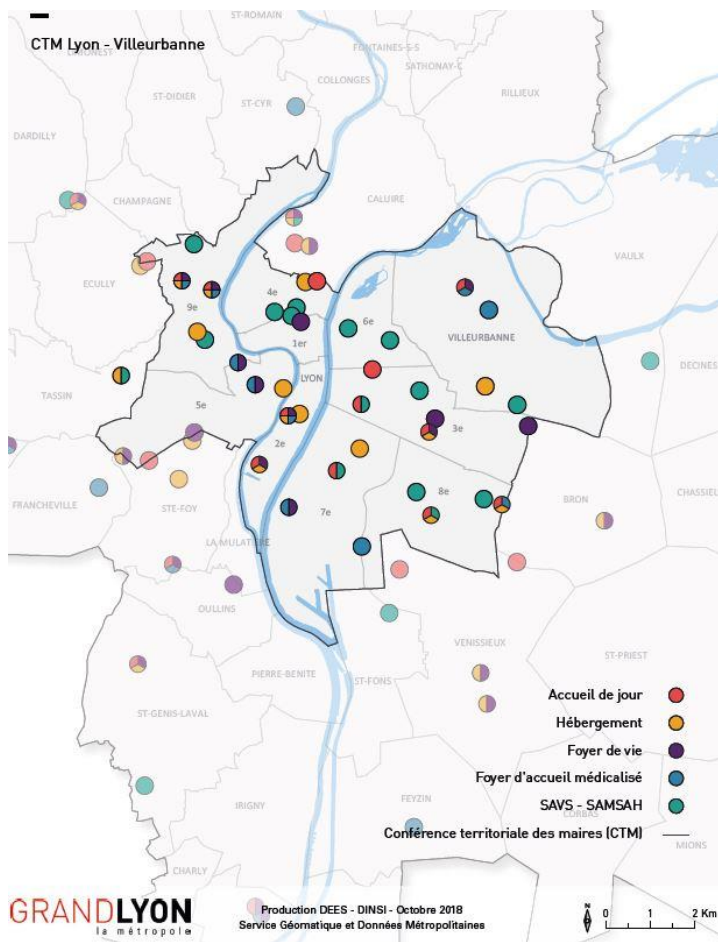 CTM Lyon - Villeurbanne
ST-ROMAIN
FONTAINES-S-S
SATHONAY-C
COLLONGES
RILLIEUX
ST-DIDIER
ST-CYR
DARDILLY
CHAMPAGNE
CALUIRE
ECULLY
VAULX
9e
4e
6e
VILLEURBANNE
1er
LYON
DECINES
TASSIN
5e
2e
3e
8e
7e
FRANCHEVILLE
STE-FOY
BRON
CHASSIEU
LA MULATIERE
OULLINS
VENISSIEUX
ST-PRIEST
PIERRE-BENITE
ST-FONS
ST-GENIS-LAVAL
IRIGNY
FEYZIN
CORBAS
MIONS
CHARLY
Accueil de jour
Hébergement
Foyer de vie
Foyer d'accueil médicalisé
SAVS - SAMSAH
Conférence territoriale des maires (CTM)
GRANDLYON
la métropole
Production DEES - DINSI - Octobre 2018
Service Géomatique et Données Métropolitaines
N
0 1 2 Km